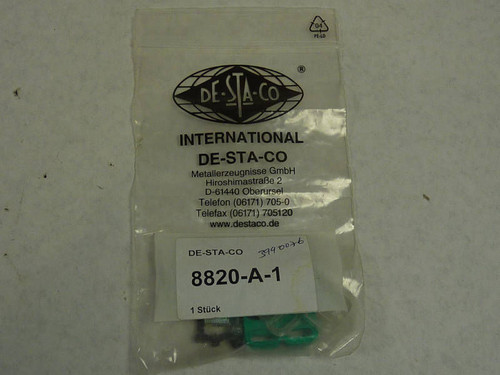 04
DE-STA-CO
®
INTERNATIONAL
DE-STA-CO
Metallerzeugnisse GmbH
Hiroshimastraße 2
D-61440 Oberursel
Telefon (06171) 705-0
Telefax (06171) 705120
www.destaco.de
DE-STA-CO
8820-A-1
1 Stück